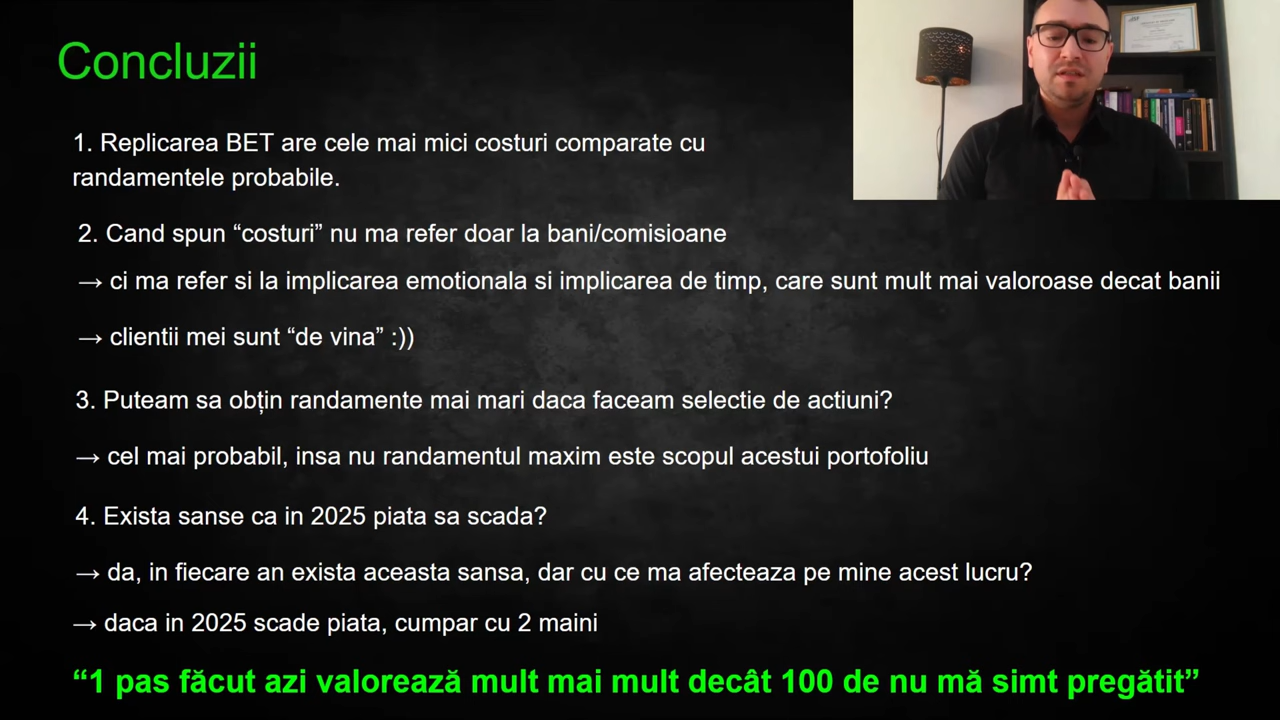 Concluzii
1. Replicarea BET are cele mai mici costuri comparate cu
randamentele probabile.
2. Cand spun “costuri” nu ma refer doar la bani/comisioane
→ ci ma refer si la implicarea emotionala si implicarea de timp, care sunt mult mai valoroase decat banii
→ clientii mei sunt “de vina” :))
3. Puteam sa obțin randamente mai mari daca faceam selectie de actiuni?
→ cel mai probabil, insa nu randamentul maxim este scopul acestui portofoliu
4. Exista sanse ca in 2025 piata sa scada?
→ da, in fiecare an exista aceasta sansa, dar cu ce ma afecteaza pe mine acest lucru?
→ daca in 2025 scade piata, cumpar cu 2 maini
“1 pas făcut azi valorează mult mai mult decât 100 de nu mă simt pregătit”